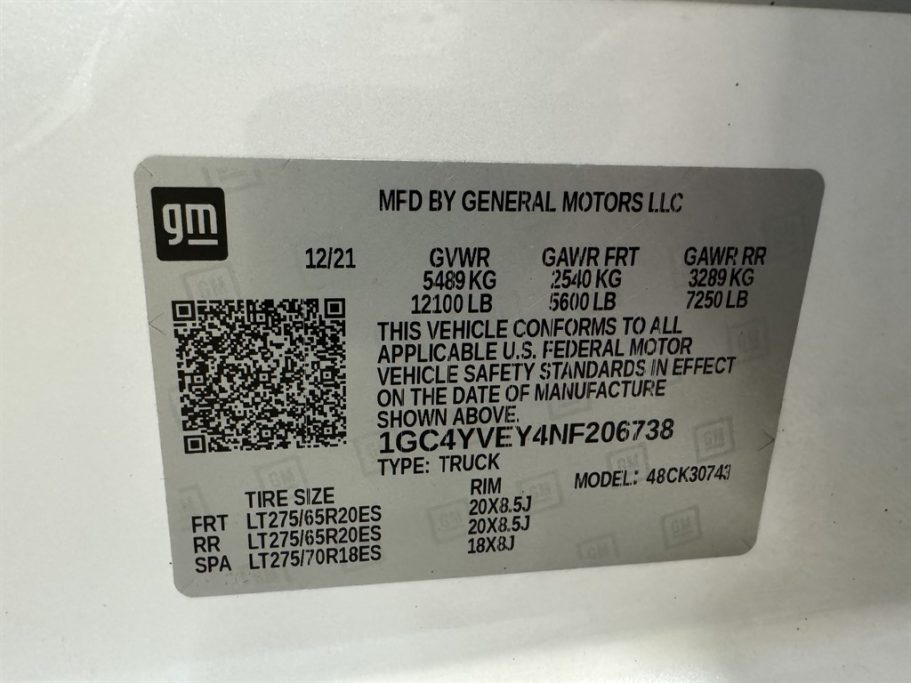 gm
MFD BY GENERAL MOTORS LLC
12/21 GVWR GAWR FRT GAWR RR
5489 KG 2540 KG 3289 KG
12100 LB 5600 LB 7250 LB
THIS VEHICLE CONFORMS TO ALL
APPLICABLE U.S. FEDERAL MOTOR
VEHICLE SAFETY STANDARDS IN EFFECT
ON THE DATE OF MANUFACTURE
SHOWN ABOVE.
1GC4YVEY4NF206738
TYPE: TRUCK
MODEL: 48CK30743
TIRE SIZE RIM
FRT LT275/65R20ES 20X8.5J
RR LT275/65R20ES 20X8.5J
SPA LT275/70R18ES 18X8J